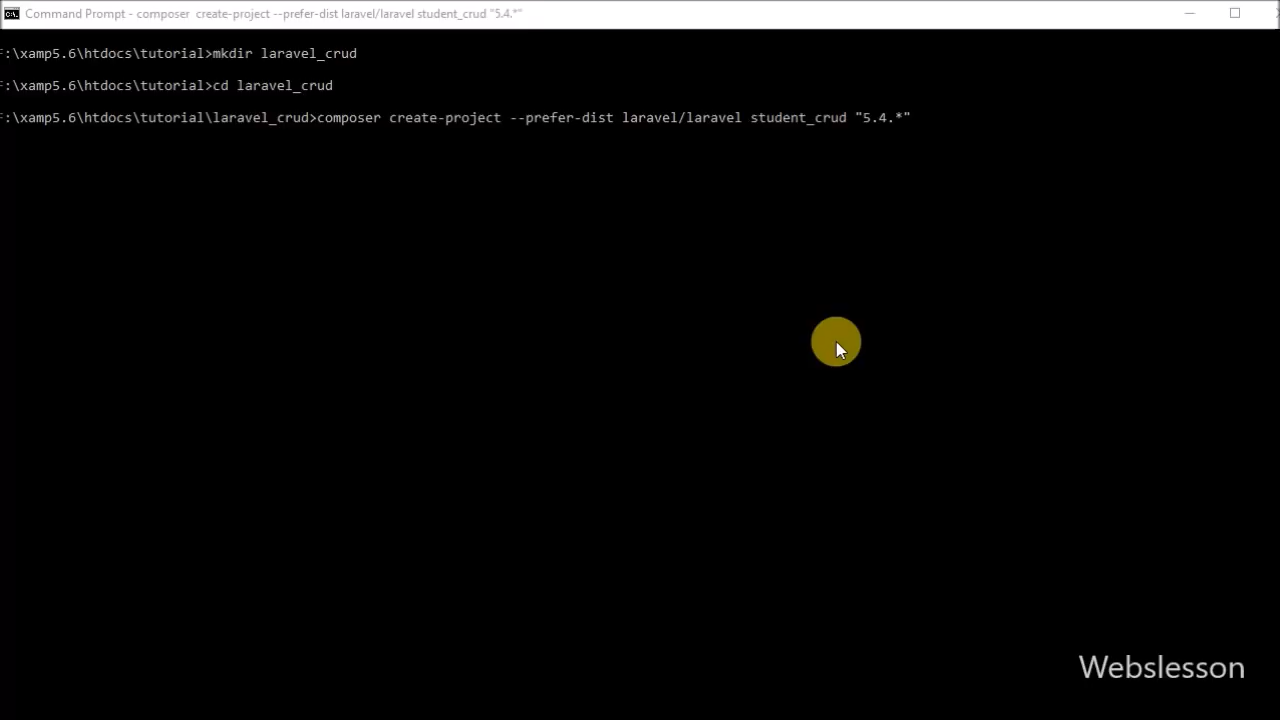 Command Prompt - composer  create-project --prefer-dist laravel/laravel student_crud "5.4.*"
F:\xamp5.6\htdocs\tutorial>mkdir laravel_crud
F:\xamp5.6\htdocs\tutorial>cd laravel_crud
F:\xamp5.6\htdocs\tutorial\laravel_crud>composer create-project --prefer-dist laravel/laravel student_crud "5.4.*"
Webslesson